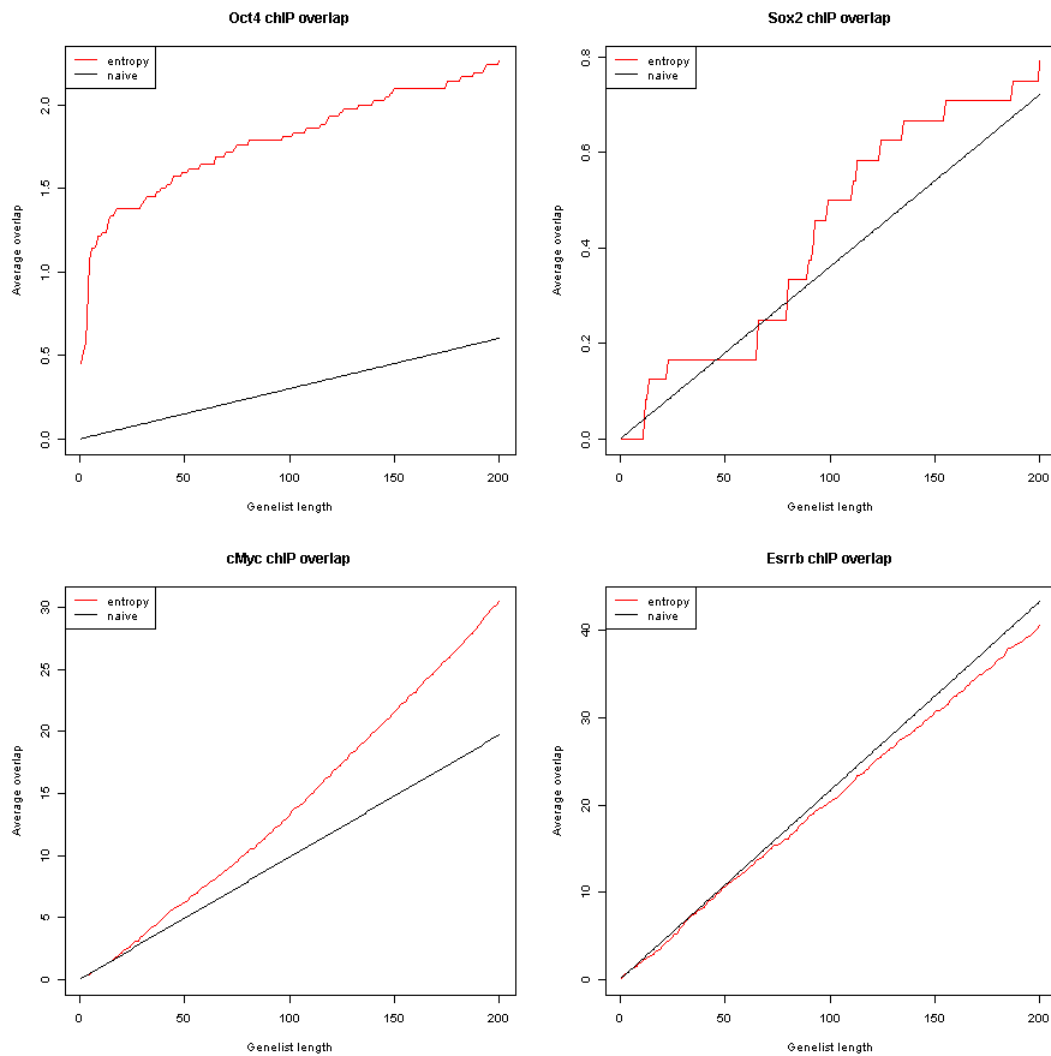 Oct4 chIP overlap
entropy
naive
Average overlap
0.0
0.5
1.0
1.5
2.0
0
50
100
150
200
Genelist length
Sox2 chIP overlap
entropy
naive
Average overlap
0.0
0.2
0.4
0.6
0.8
0
50
100
150
200
Genelist length
cMyc chIP overlap
entropy
naive
Average overlap
0
5
10
15
20
25
30
0
50
100
150
200
Genelist length
Esrrb chIP overlap
entropy
naive
Average overlap
0
10
20
30
40
0
50
100
150
200
Genelist length